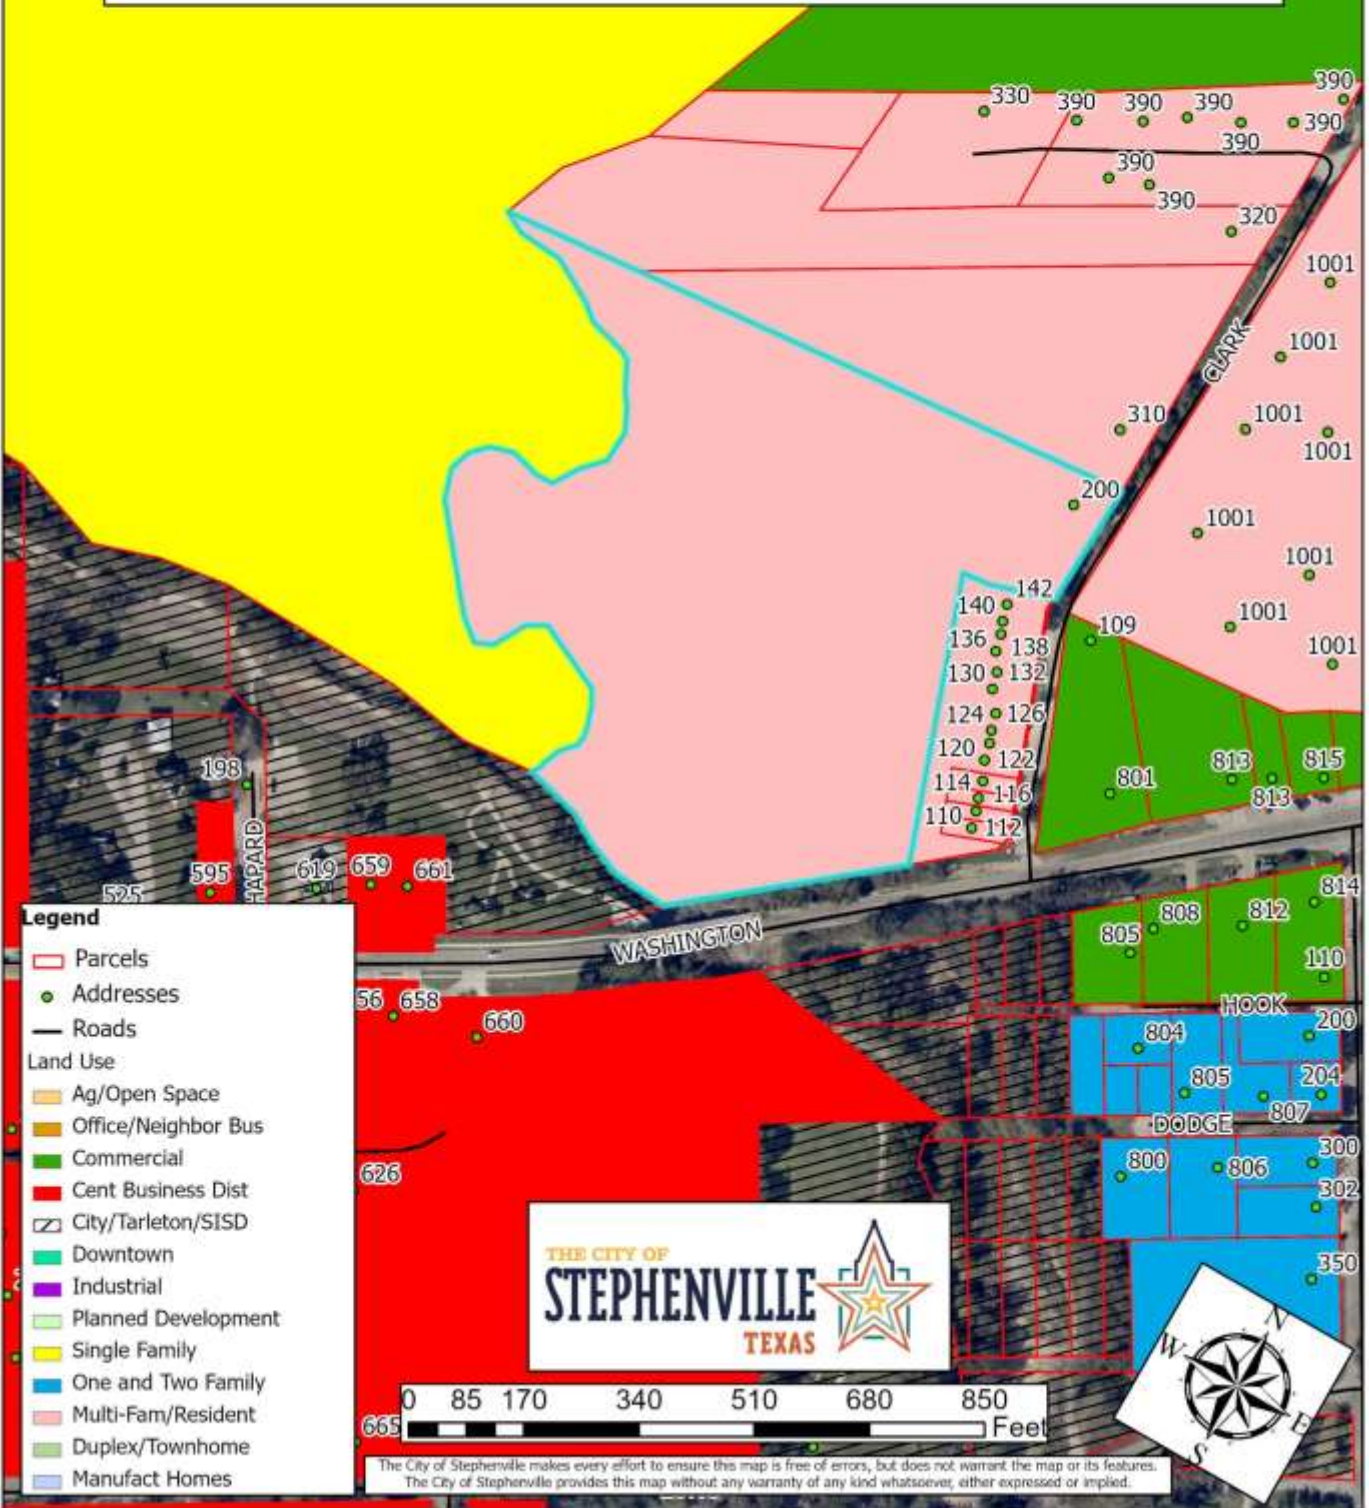 390
330
390
390
390
390
390
390
390
320
1001
1001
CLARK
310
1001
1001
200
1001
1001
142
140
1001
109
136
138
1001
130
132
124
126
120
122
198
813
815
114
801
116
813
110
112
HAPARD
595
619
659
661
814
525
808
812
WASHINGTON
805
110
56
658
HOOK
660
804
200
805
204
807
DODGE
800
806
300
626
302
350
665
Legend
Parcels
Addresses
Roads
Land Use
Ag/Open Space
Office/Neighbor Bus
Commercial
Cent Business Dist
City/Tarleton/SISD
Downtown
Industrial
Planned Development
Single Family
One and Two Family
Multi-Fam/Resident
Duplex/Townhome
Manufact Homes
THE CITY OF
STEPHENVILLE
TEXAS
N
W
E
S
0 85 170 340 510 680 850
Feet
The City of Stephenville makes every effort to ensure this map is free of errors, but does not warrant the map or its features.
The City of Stephenville provides this map without any warranty of any kind whatsoever, either expressed or implied.